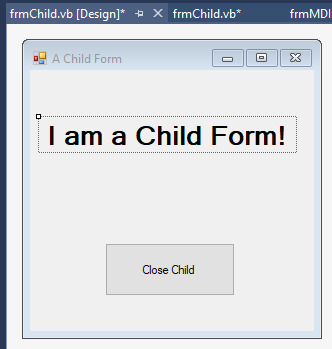 frmChild.vb [Design]* frmChild.vb* frmMDI
A Child Form
I am a Child Form!
Close Child